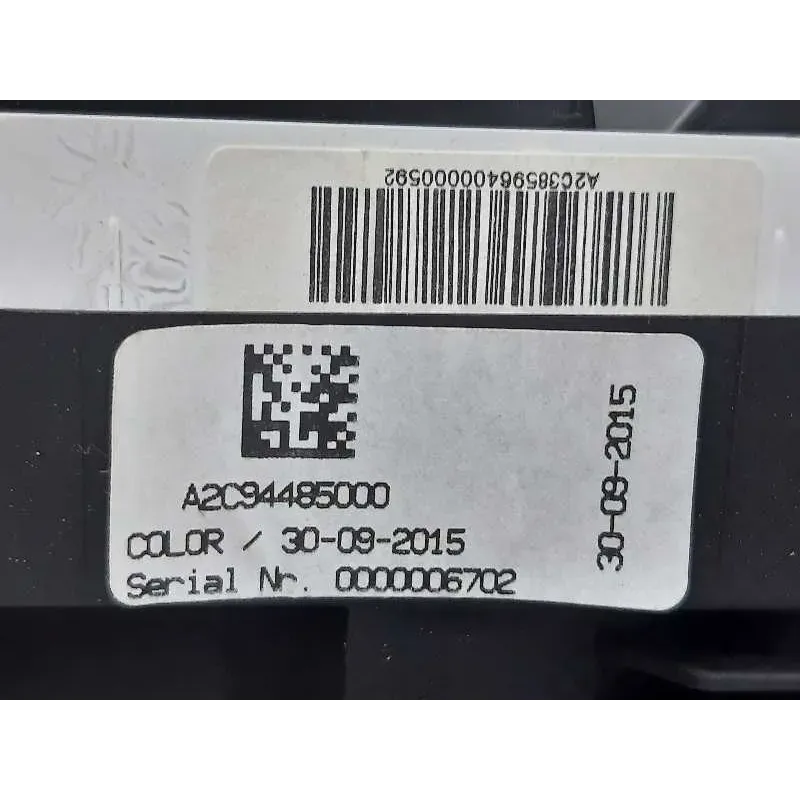 A2C38596400000592
A2C94485000
COLOR / 30-09-2015
Serial Nr. 0000006702
30-09-2015